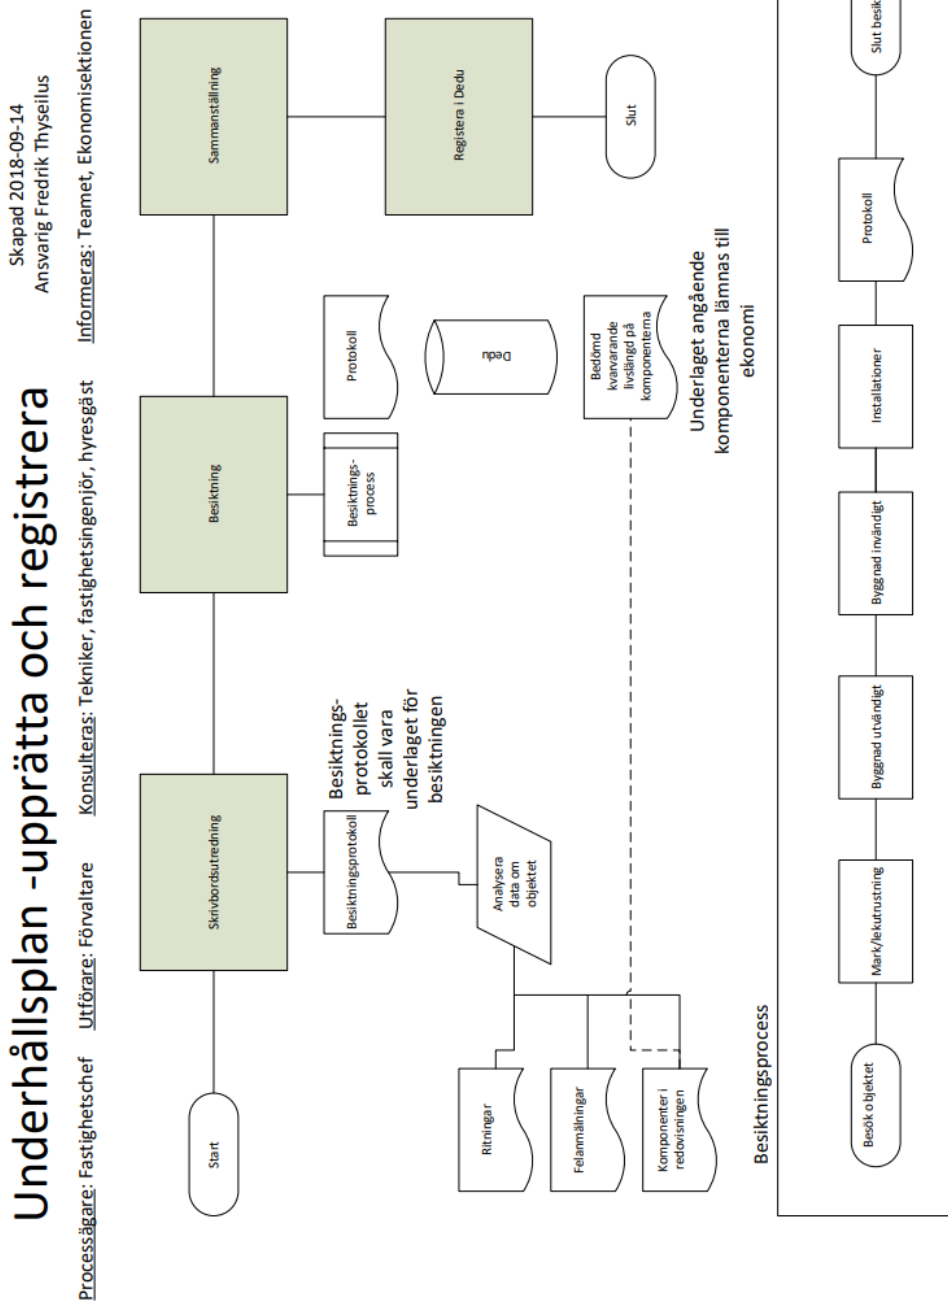 Underhållsplan -upprätta och registrera
Skapad 2018-09-14
Ansvarig Fredrik Thyseilus
Processägare: Fastighetschef
Utförare: Förvaltare
Konsulteras: Tekniker, fastighetsingenjör, hyresgäst
Informeras: Teamet, Ekonomisektionen
Start
Skrivbordsutredning
Besiktning
Sammanställning
Besiktningsprotokoll
Besiktnings-
protokollet
skall vara
underlaget för
besiktningen
Besiktnings-
process
Protokoll
Registera i Dedu
Dedu
Slut
Ritningar
Felanmälningar
Komponenter i
redovisningen
Analysera
data om
objektet
Bedömd
kvarvarande
livslängd på
komponenterna
Underlaget angående
komponenterna lämnas till
ekonomi
Besiktningsprocess
Besök objektet
Mark/lekutrustning
Byggnad utvändigt
Byggnad invändigt
Installationer
Protokoll
Slut besik